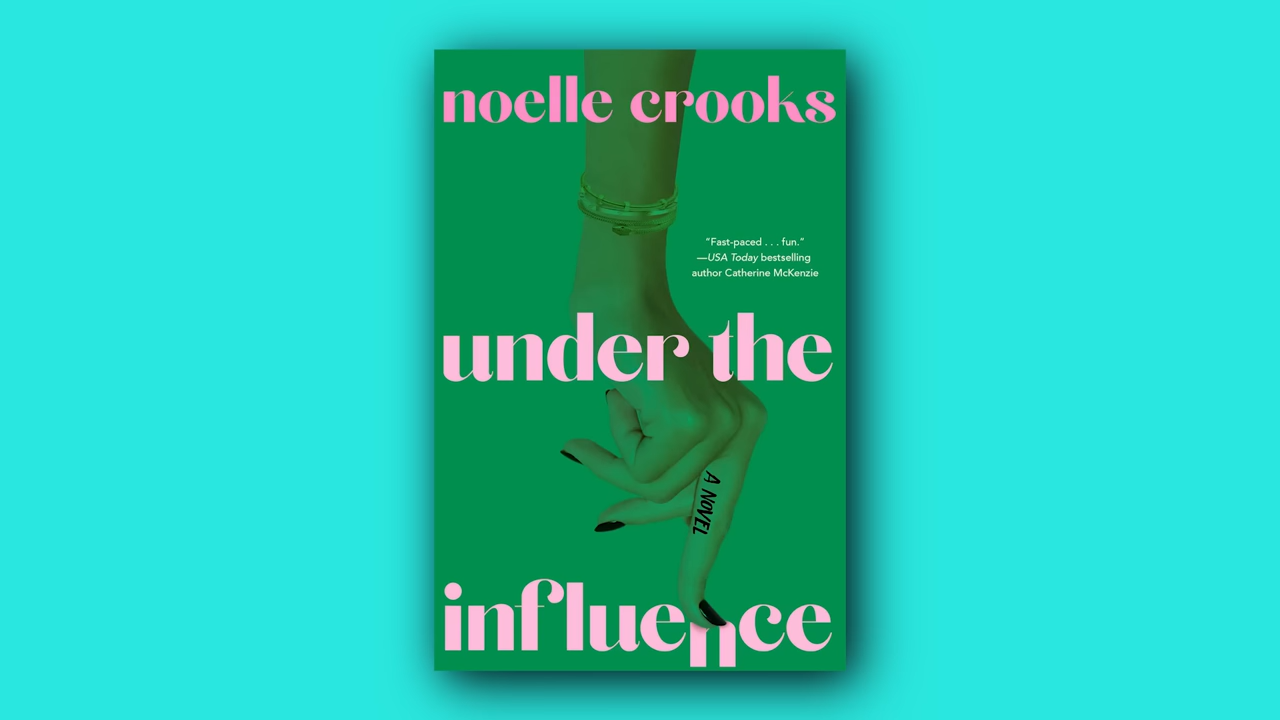 noelle crooks
“Fast-paced . . . fun.”
—USA Today bestselling
author Catherine McKenzie
under the
A NOVEL
influence